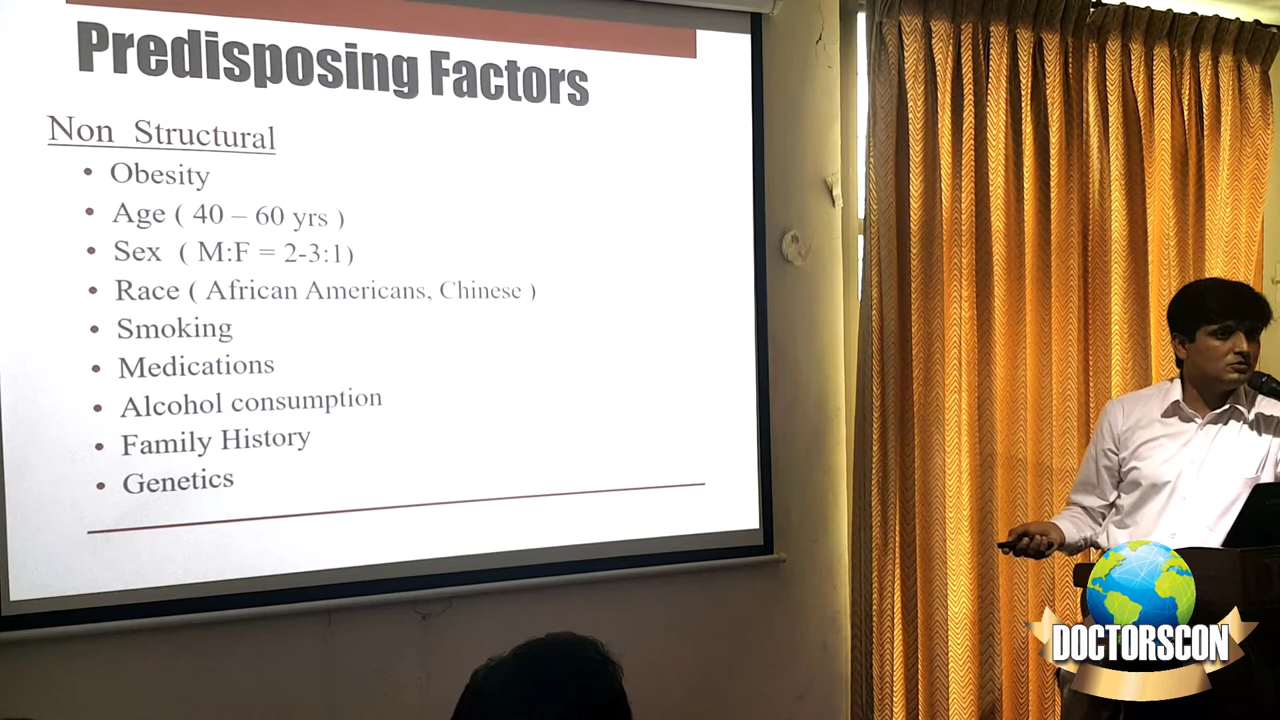 Predisposing Factors
Non Structural
• Obesity
• Age ( 40 – 60 yrs )
• Sex ( M:F = 2-3:1)
• Race ( African Americans, Chinese )
• Smoking
• Medications
• Alcohol consumption
• Family History
• Genetics
DOCTORSCON